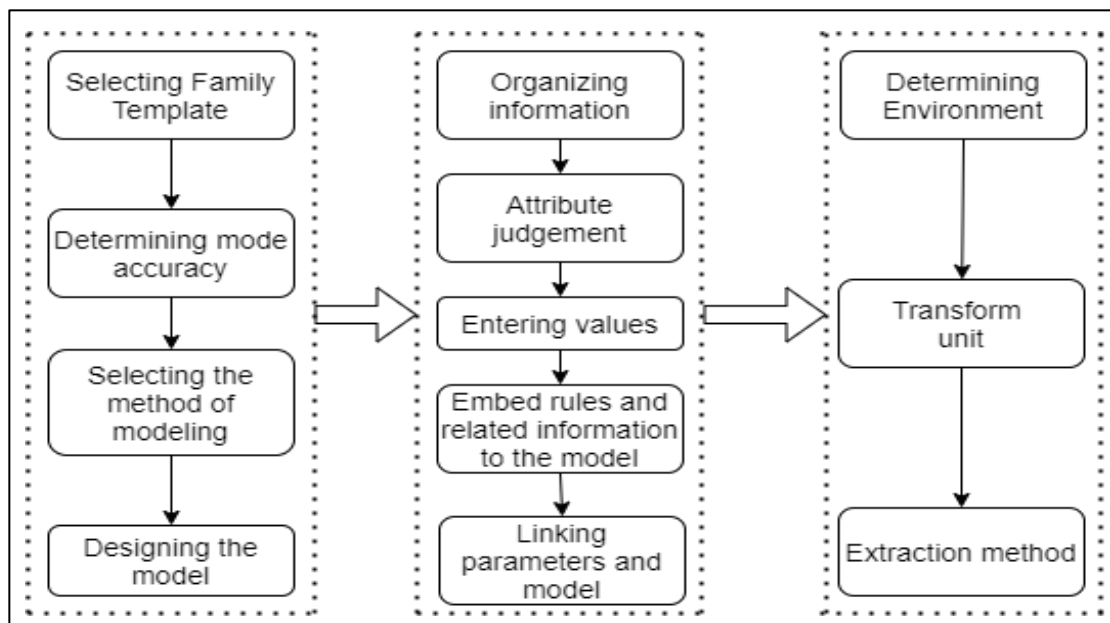 Selecting Family
Template
Determining mode
accuracy
Selecting the
method of
modeling
Designing the
model
Organizing
information
Attribute
judgement
Entering values
Embed rules and
related information
to the model
Linking
parameters and
model
Determining
Environment
Transform
unit
Extraction method